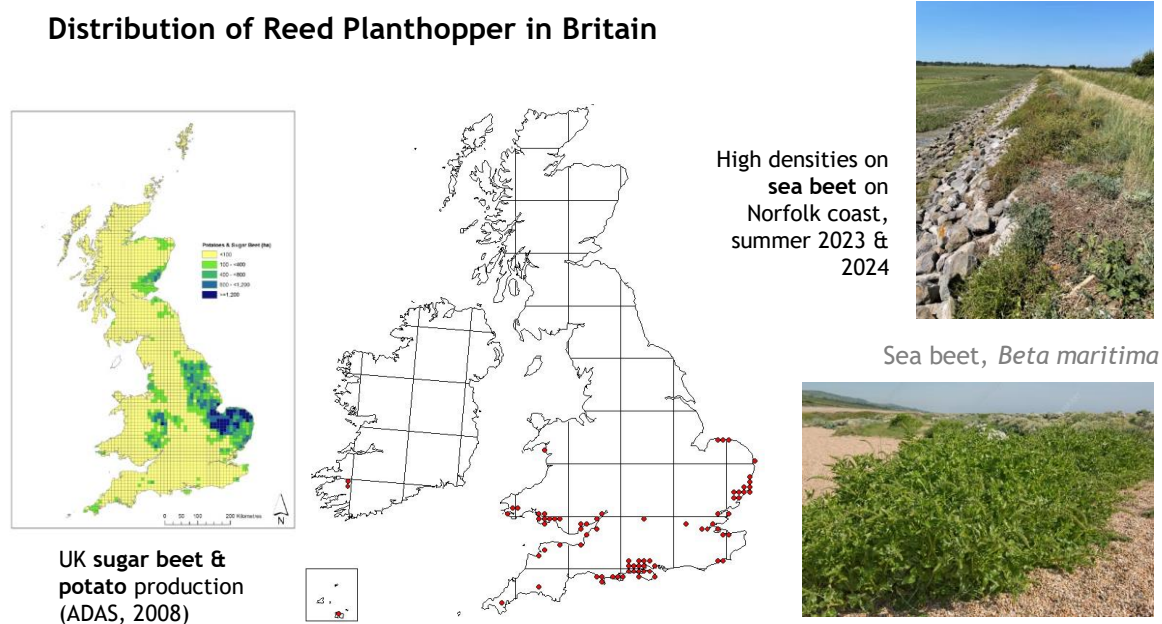 Distribution of Reed Planthopper in Britain
Potatoes & Sugar Beet (ha)
<100
100 - <400
400 - <800
800 - <1,200
>=1,200
0
200 Kilometres
N
UK sugar beet &
potato production
(ADAS, 2008)
High densities on
sea beet on
Norfolk coast,
summer 2023 &
2024
Sea beet, Beta maritima